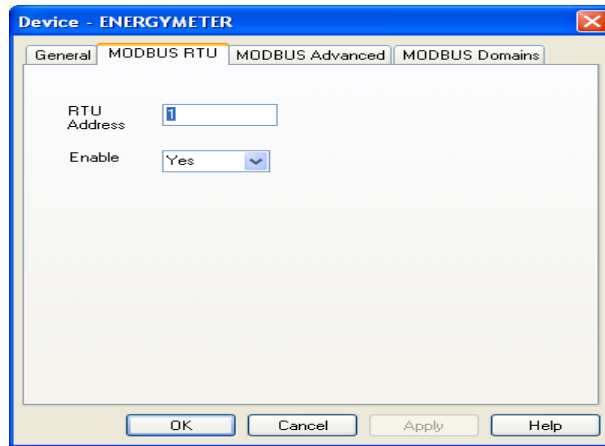 Device - ENERGYMETER
General MODBUS RTU MODBUS Advanced MODBUS Domains
RTU
Address
1
Enable Yes
OK Cancel Apply Help